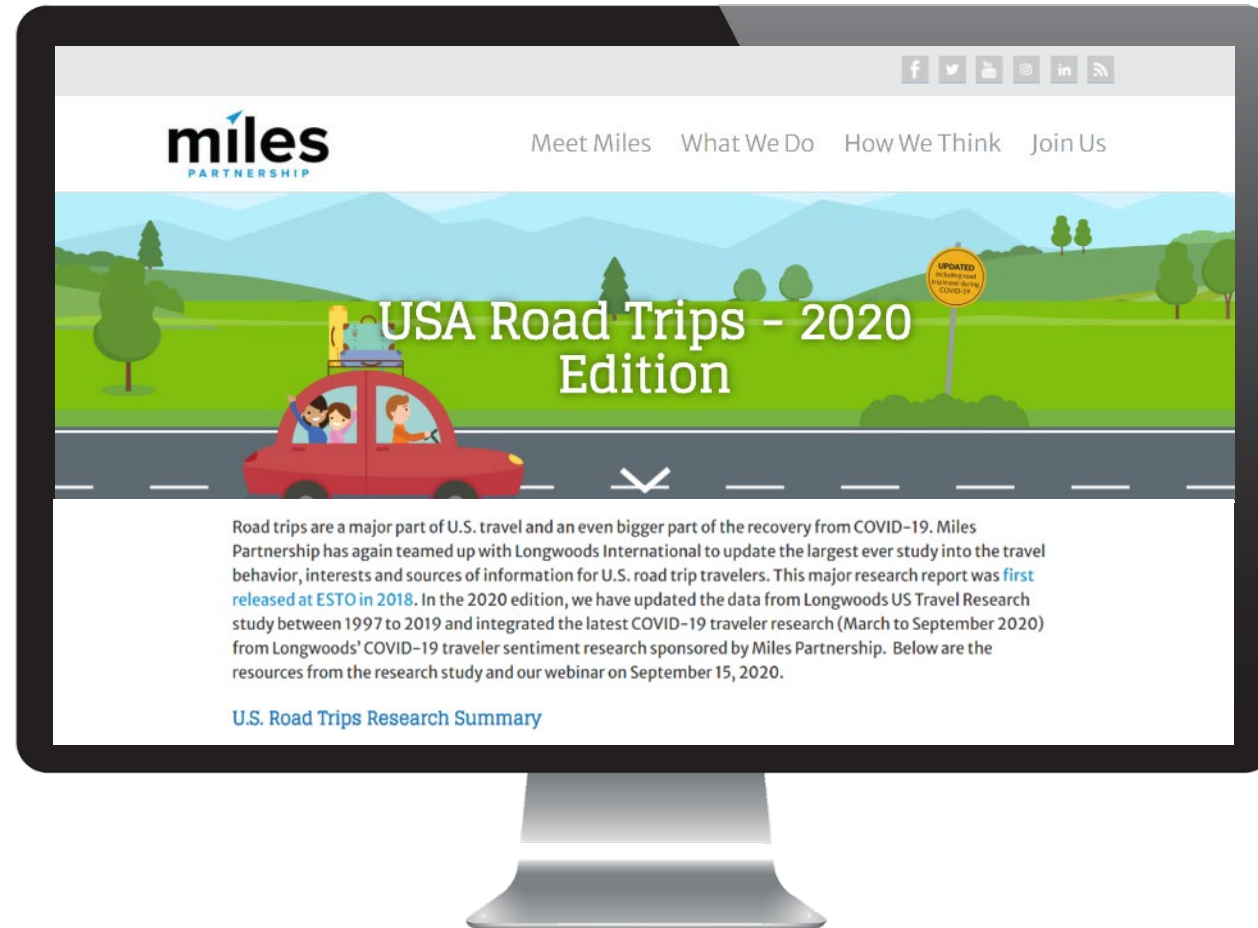 miles
PARTNERSHIP
Meet Miles What We Do How We Think Join Us
UPDATED
including road
trip travel during
COVID-19
USA Road Trips – 2020
Edition
Road trips are a major part of U.S. travel and an even bigger part of the recovery from COVID-19. Miles
Partnership has again teamed up with Longwoods International to update the largest ever study into the travel
behavior, interests and sources of information for U.S. road trip travelers. This major research report was first
released at ESTO in 2018. In the 2020 edition, we have updated the data from Longwoods US Travel Research
study between 1997 to 2019 and integrated the latest COVID-19 traveler research (March to September 2020)
from Longwoods' COVID-19 traveler sentiment research sponsored by Miles Partnership. Below are the
resources from the research study and our webinar on September 15, 2020.
U.S. Road Trips Research Summary